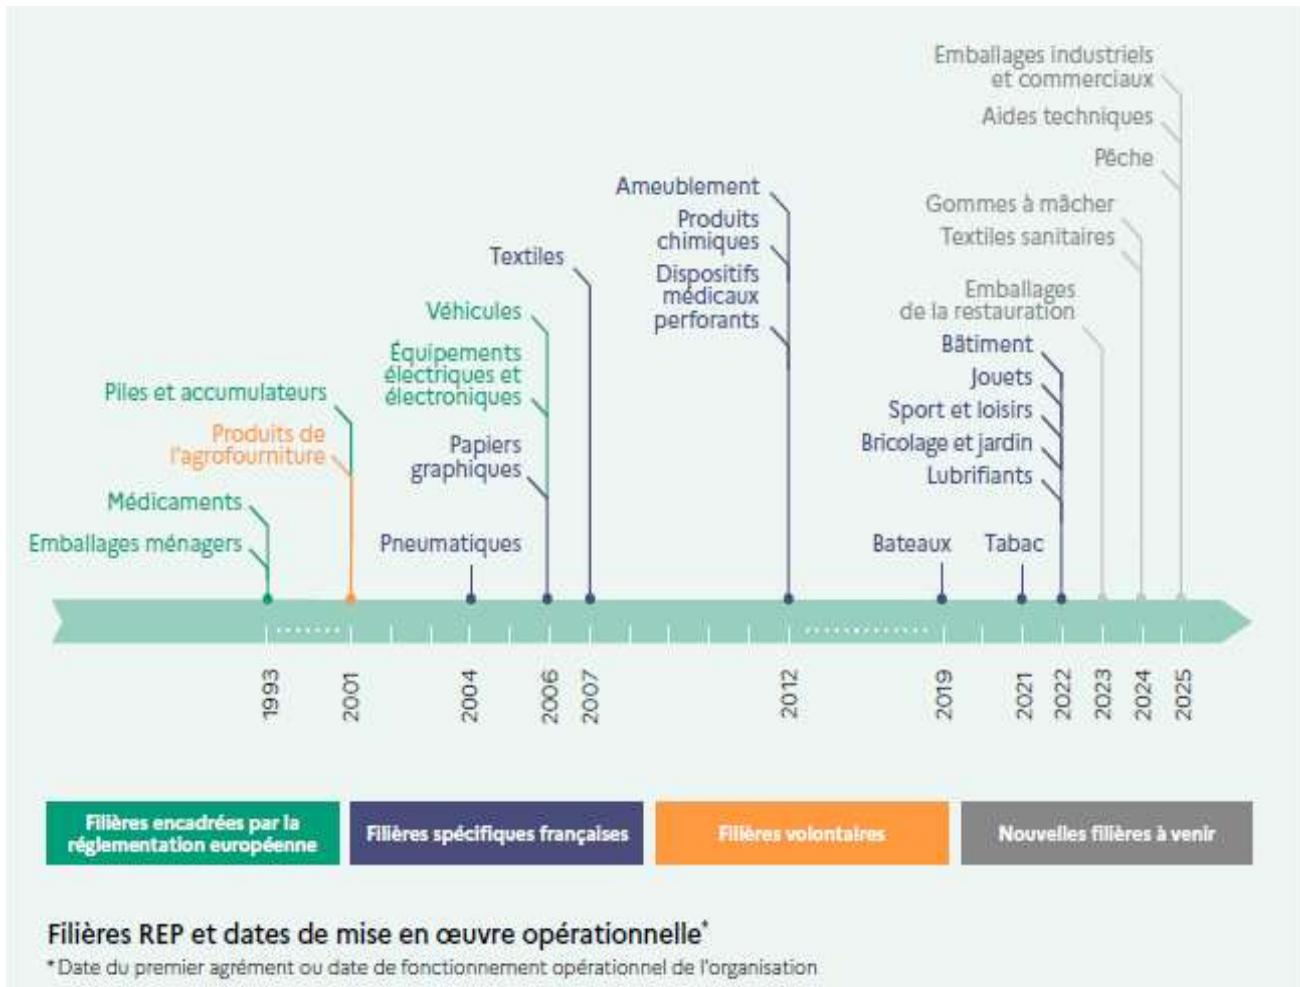 Emballages industriels
et commerciaux
Aides techniques
Pêche
Gommes à mâcher
Textiles sanitaires
Emballages
de la restauration
Ameublement
Produits
chimiques
Dispositifs
médicaux
perforants
Textiles
Véhicules
Équipements
électriques et
électroniques
Papiers
graphiques
Pneumatiques
Piles et accumulateurs
Produits de
l'agrofourniture
Médicaments
Emballages ménagers
Bâtiment
Jouets
Sport et loisirs
Bricolage et jardin
Lubrifiants
Bateaux
Tabac
1993
2001
2004
2006
2007
2012
2019
2021
2022
2023
2024
2025
Filières encadrées par la
réglementation européenne
Filières spécifiques françaises
Filières volontaires
Nouvelles filières à venir
Filières REP et dates de mise en œuvre opérationnelle*
*Date du premier agrément ou date de fonctionnement opérationnel de l'organisation